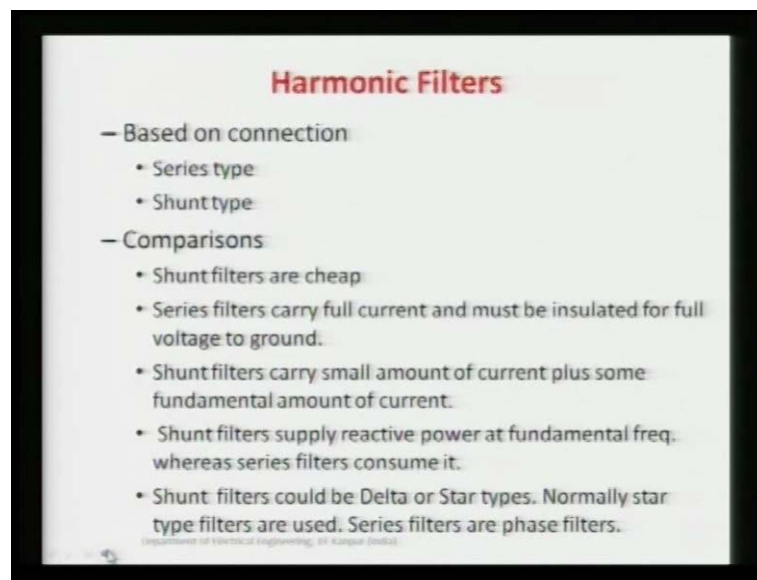 Harmonic Filters
– Based on connection
• Series type
• Shunt type
– Comparisons
• Shunt filters are cheap
• Series filters carry full current and must be insulated for full
voltage to ground.
• Shunt filters carry small amount of current plus some
fundamental amount of current.
• Shunt filters supply reactive power at fundamental freq.
whereas series filters consume it.
• Shunt filters could be Delta or Star types. Normally star
type filters are used. Series filters are phase filters.
Department of Electrical Engineering, IIT Kanpur (India)